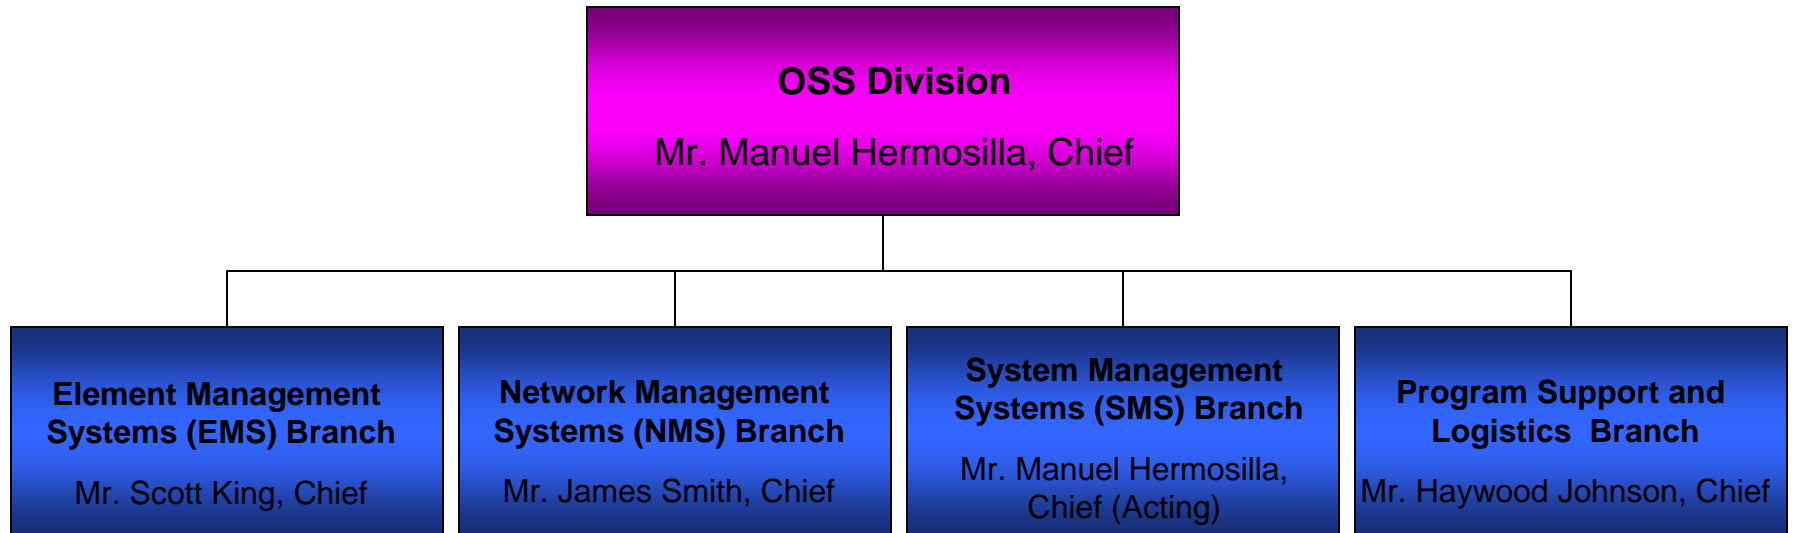 OSS Division
Mr. Manuel Hermosilla, Chief
Element Management
Systems (EMS) Branch
Mr. Scott King, Chief
Network Management
Systems (NMS) Branch
Mr. James Smith, Chief
System Management
Systems (SMS) Branch
Mr. Manuel Hermosilla,
Chief (Acting)
Program Support and
Logistics  Branch
Mr. Haywood Johnson, Chief